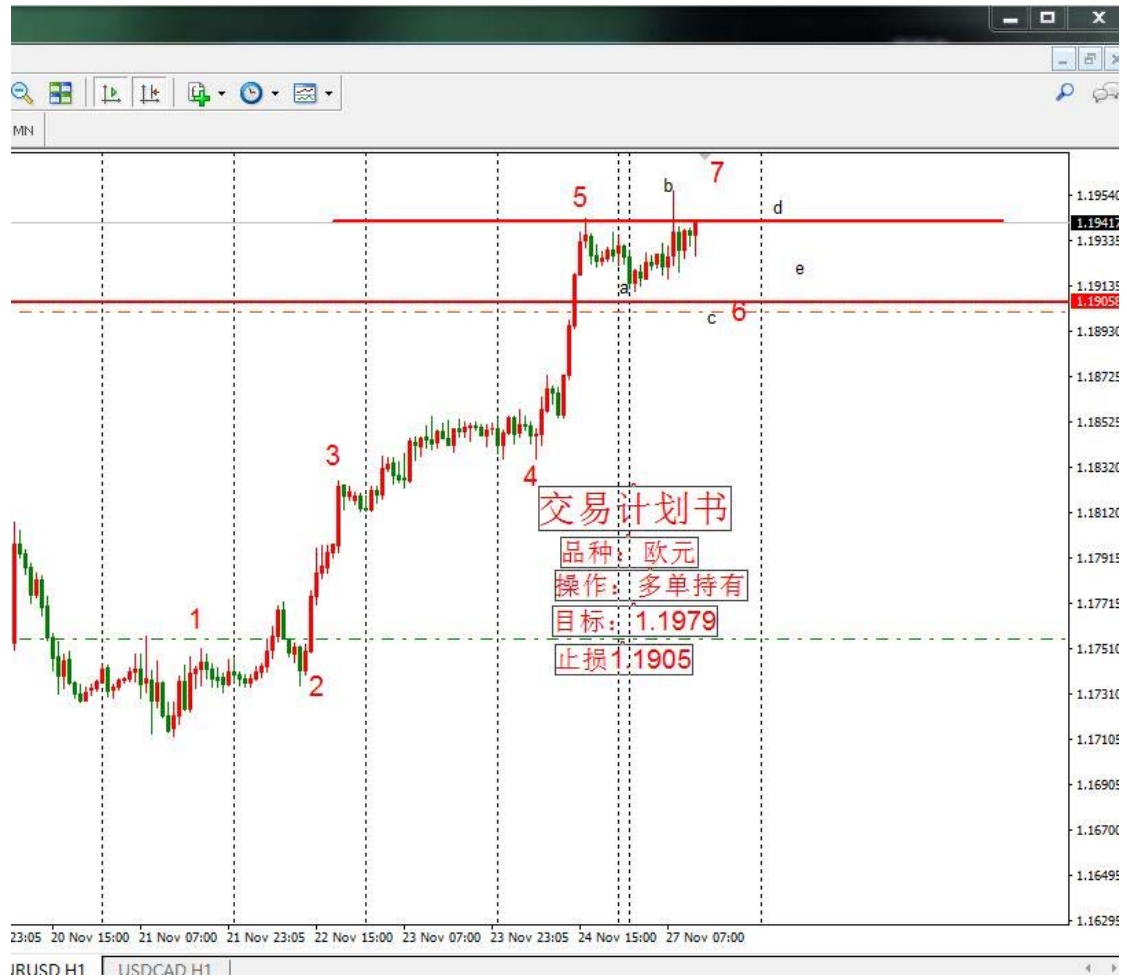 MN
7
5
b
d
1.19540
1.19417
1.19335
e
a
1.19135
1.19058
c
6
1.18930
1.18725
1.18525
3
1.18320
4
交易计划书
1.18120
品种：欧元
1.17915
操作：多单持有
1.17715
目标：1.1979
1
止损1.1905
1.17510
2
1.17310
1.17105
1.16905
1.16700
1.16495
1.16295
23:05 20 Nov 15:00 21 Nov 07:00 21 Nov 23:05 22 Nov 15:00 23 Nov 07:00 23 Nov 23:05 24 Nov 15:00 27 Nov 07:00
URUSD H1 USDCAD H1